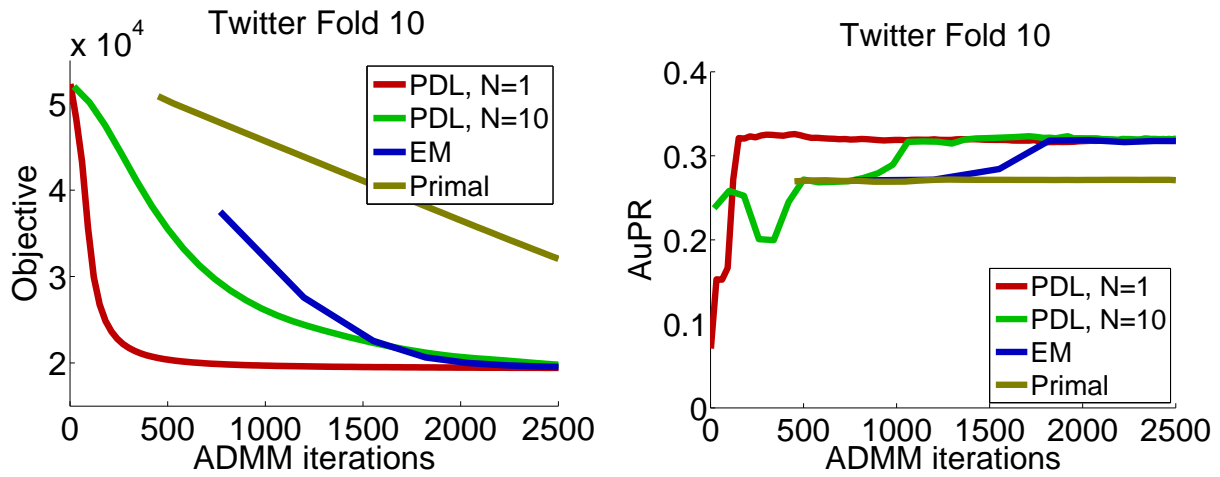 Twitter Fold 10
x 10^4
5
4
3
2
Objective
0
500
1000
1500
2000
2500
ADMM iterations
PDL, N=1
PDL, N=10
EM
Primal
Twitter Fold 10
0.4
0.3
0.2
0.1
0
AuPR
0
500
1000
1500
2000
2500
ADMM iterations
PDL, N=1
PDL, N=10
EM
Primal